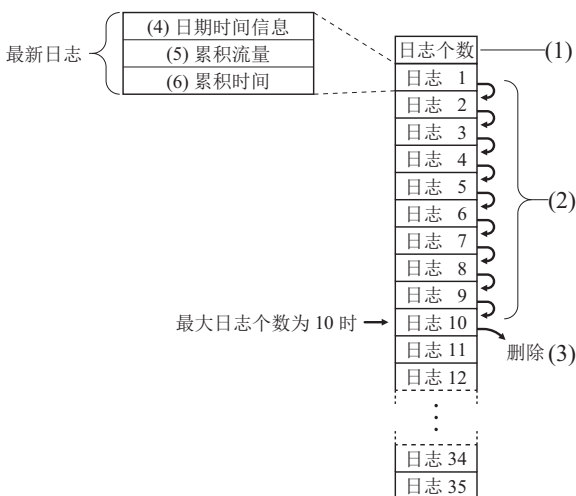 最新日志
(4) 日期时间信息
(5) 累积流量
(6) 累积时间
日志个数
(1)
日志 1
日志 2
日志 3
日志 4
日志 5
日志 6
日志 7
日志 8
日志 9
(2)
最大日志个数为 10 时
日志 10
删除 (3)
日志 11
日志 12
日志 34
日志 35